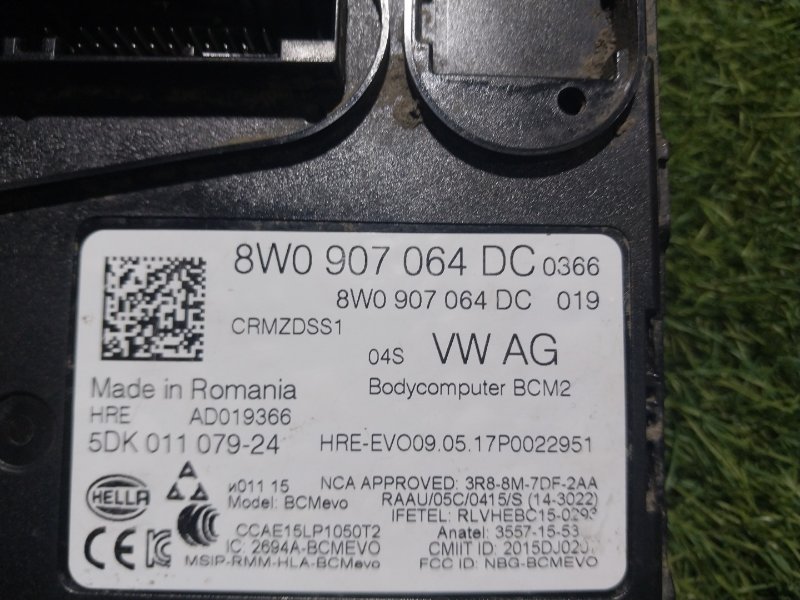 8W0 907 064 DC 0366
8W0 907 064 DC 019
CRMZDSS1
04S VW AG
Made in Romania Bodycomputer BCM2
HRE AD019366
5DK 011 079-24 HRE-EVO09.05.17P0022951
HELLA
011 15 NCA APPROVED: 3R8-8M-7DF-2AA
Model: BCMevo RAAU/05C/0415/S (14-3022)
IFETEL: RLVHEBC15-0293
CCAE15LP1050T2 Anatel: 3557-15-53
CE IC: 2694A-BCMEVO CMIIT ID:
MSIP-RMM-HLA-BCMevo FCC ID: NBG-BCMEVO